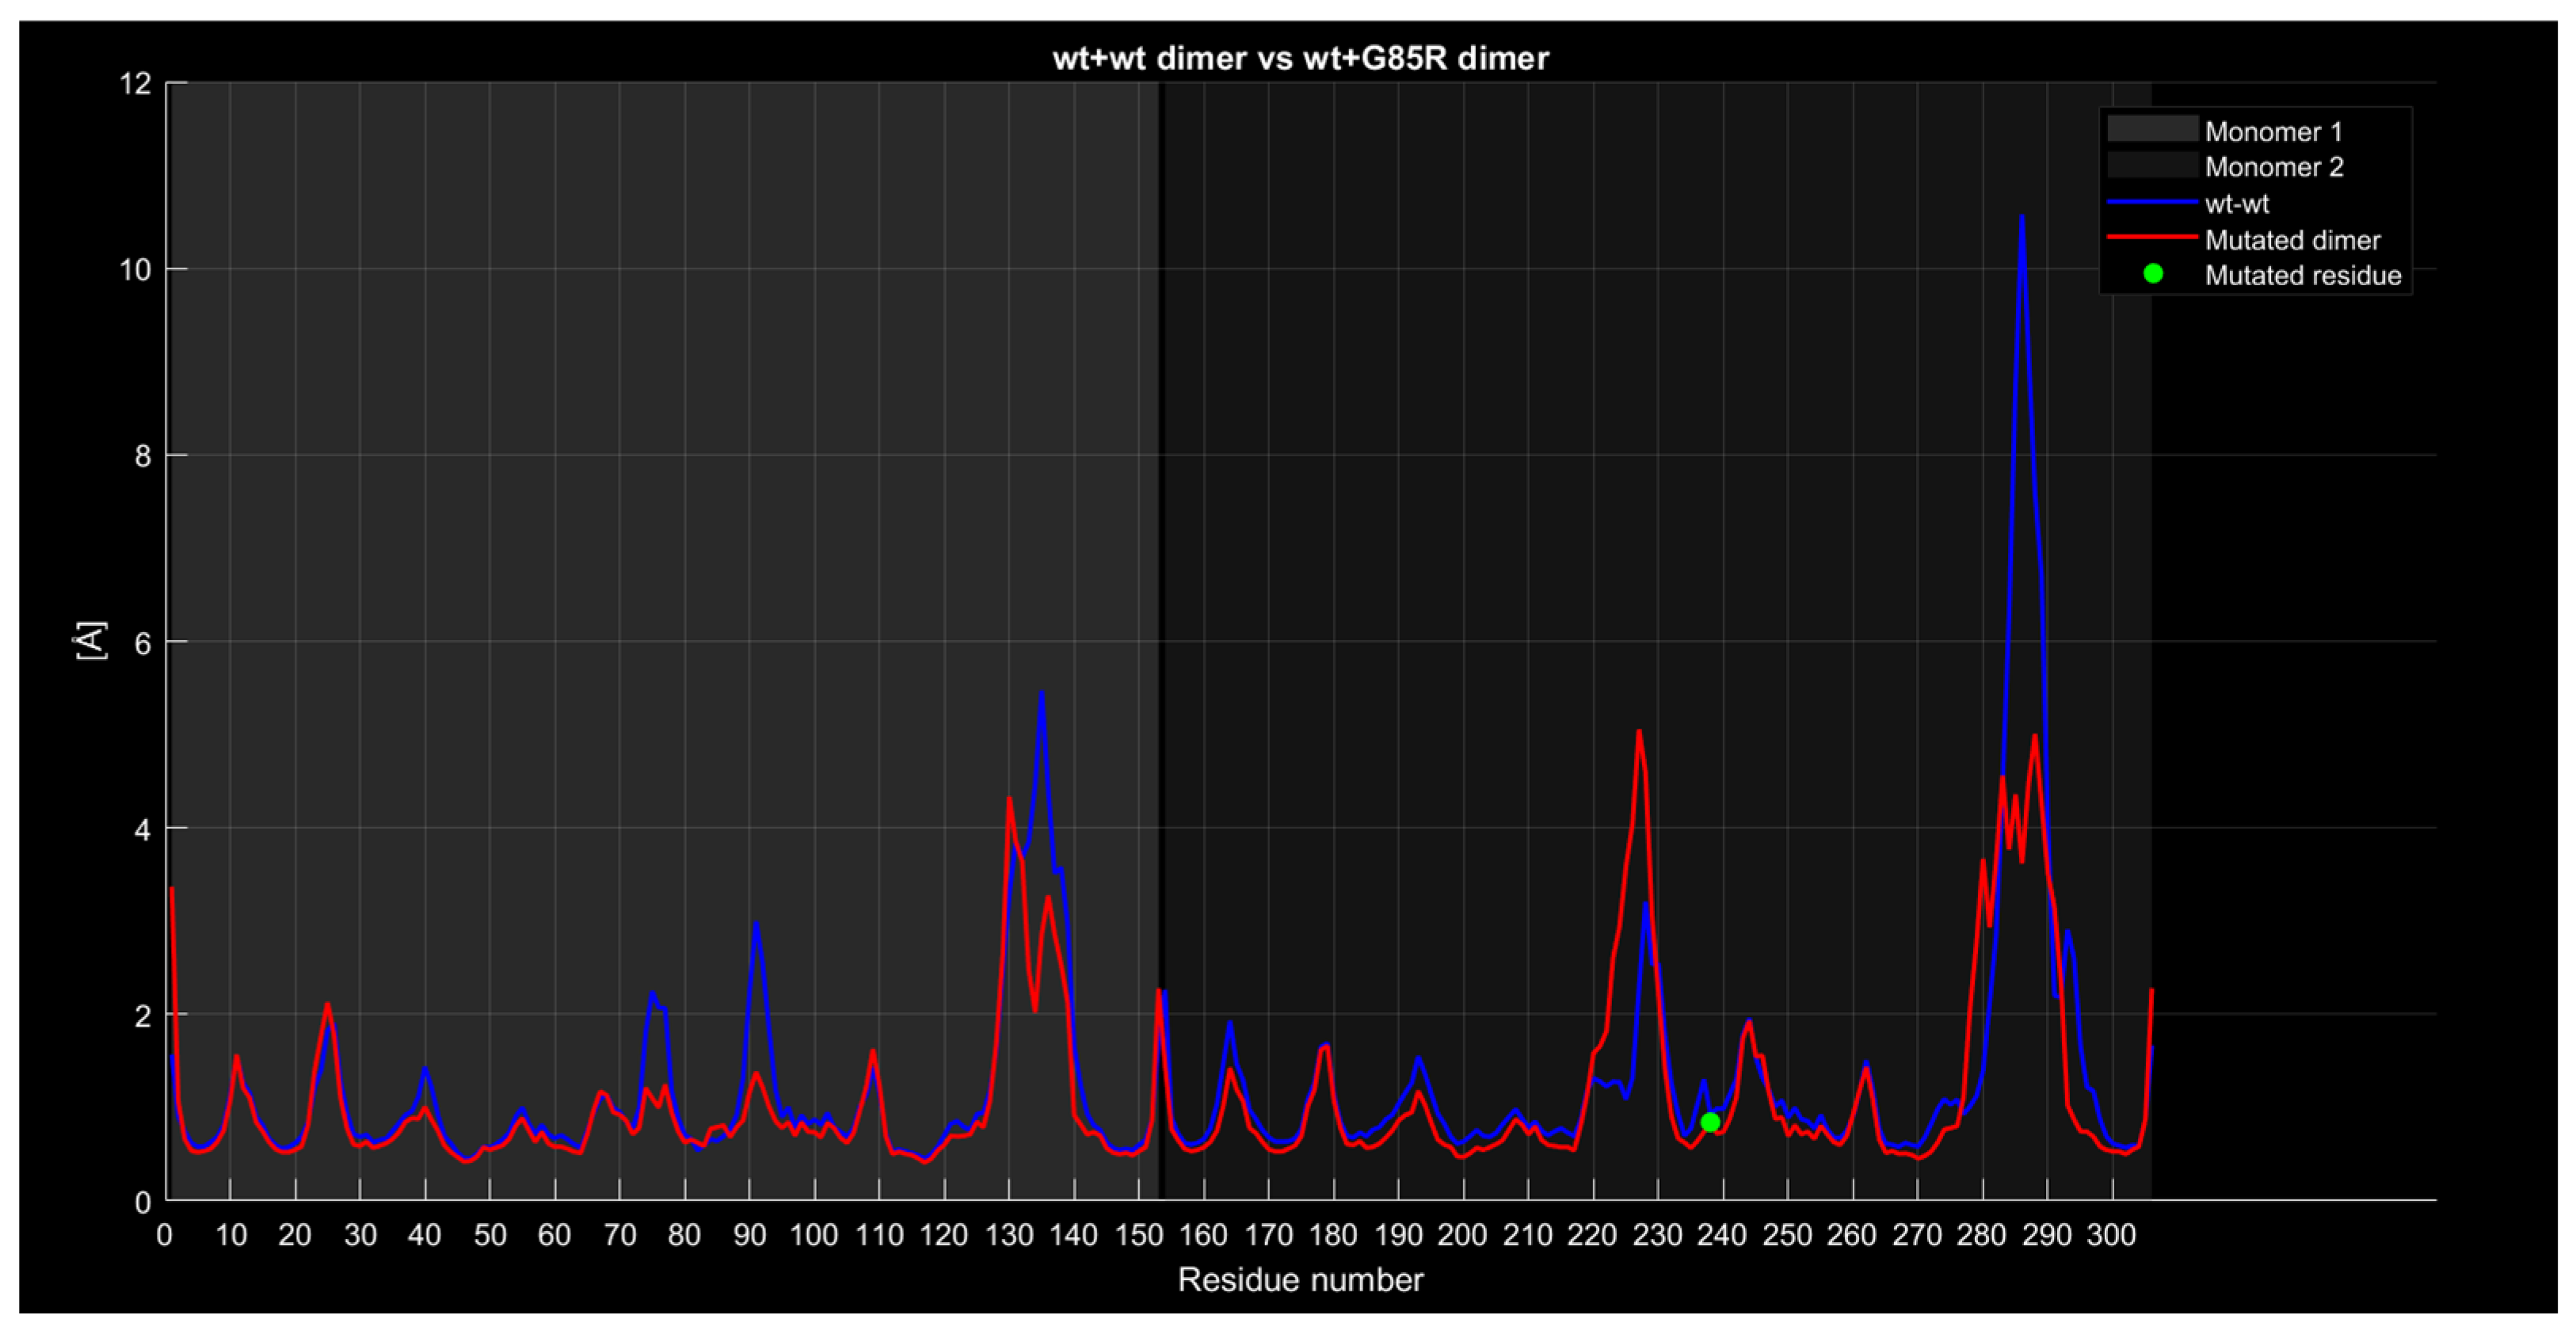 wt+wt dimer vs wt+G85R dimer
12
10
8
6
4
2
0
[Å]
Monomer 1
Monomer 2
wt-wt
Mutated dimer
Mutated residue
0 10 20 30 40 50 60 70 80 90 100 110 120 130 140 150 160 170 180 190 200 210 220 230 240 250 260 270 280 290 300
Residue number